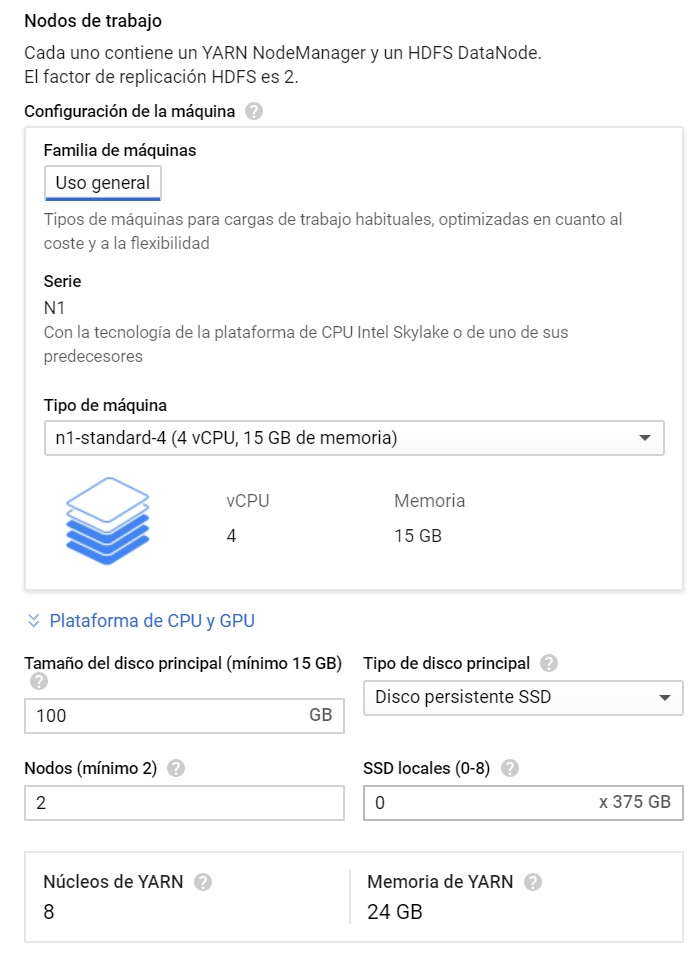 Nodos de trabajo
Cada uno contiene un YARN NodeManager y un HDFS DataNode.
El factor de replicación HDFS es 2.
Configuración de la máquina ?
Familia de máquinas
Uso general
Tipos de máquinas para cargas de trabajo habituales, optimizadas en cuanto al
coste y a la flexibilidad
Serie
N1
Con la tecnología de la plataforma de CPU Intel Skylake o de uno de sus
predecesores
Tipo de máquina
n1-standard-4 (4 vCPU, 15 GB de memoria)
vCPU
Memoria
4
15 GB
Plataforma de CPU y GPU
Tamaño del disco principal (mínimo 15 GB) ?
Tipo de disco principal ?
100 GB
Disco persistente SSD
Nodos (mínimo 2) ?
SSD locales (0-8) ?
2
0 x 375 GB
Núcleos de YARN ?
Memoria de YARN ?
8
24 GB